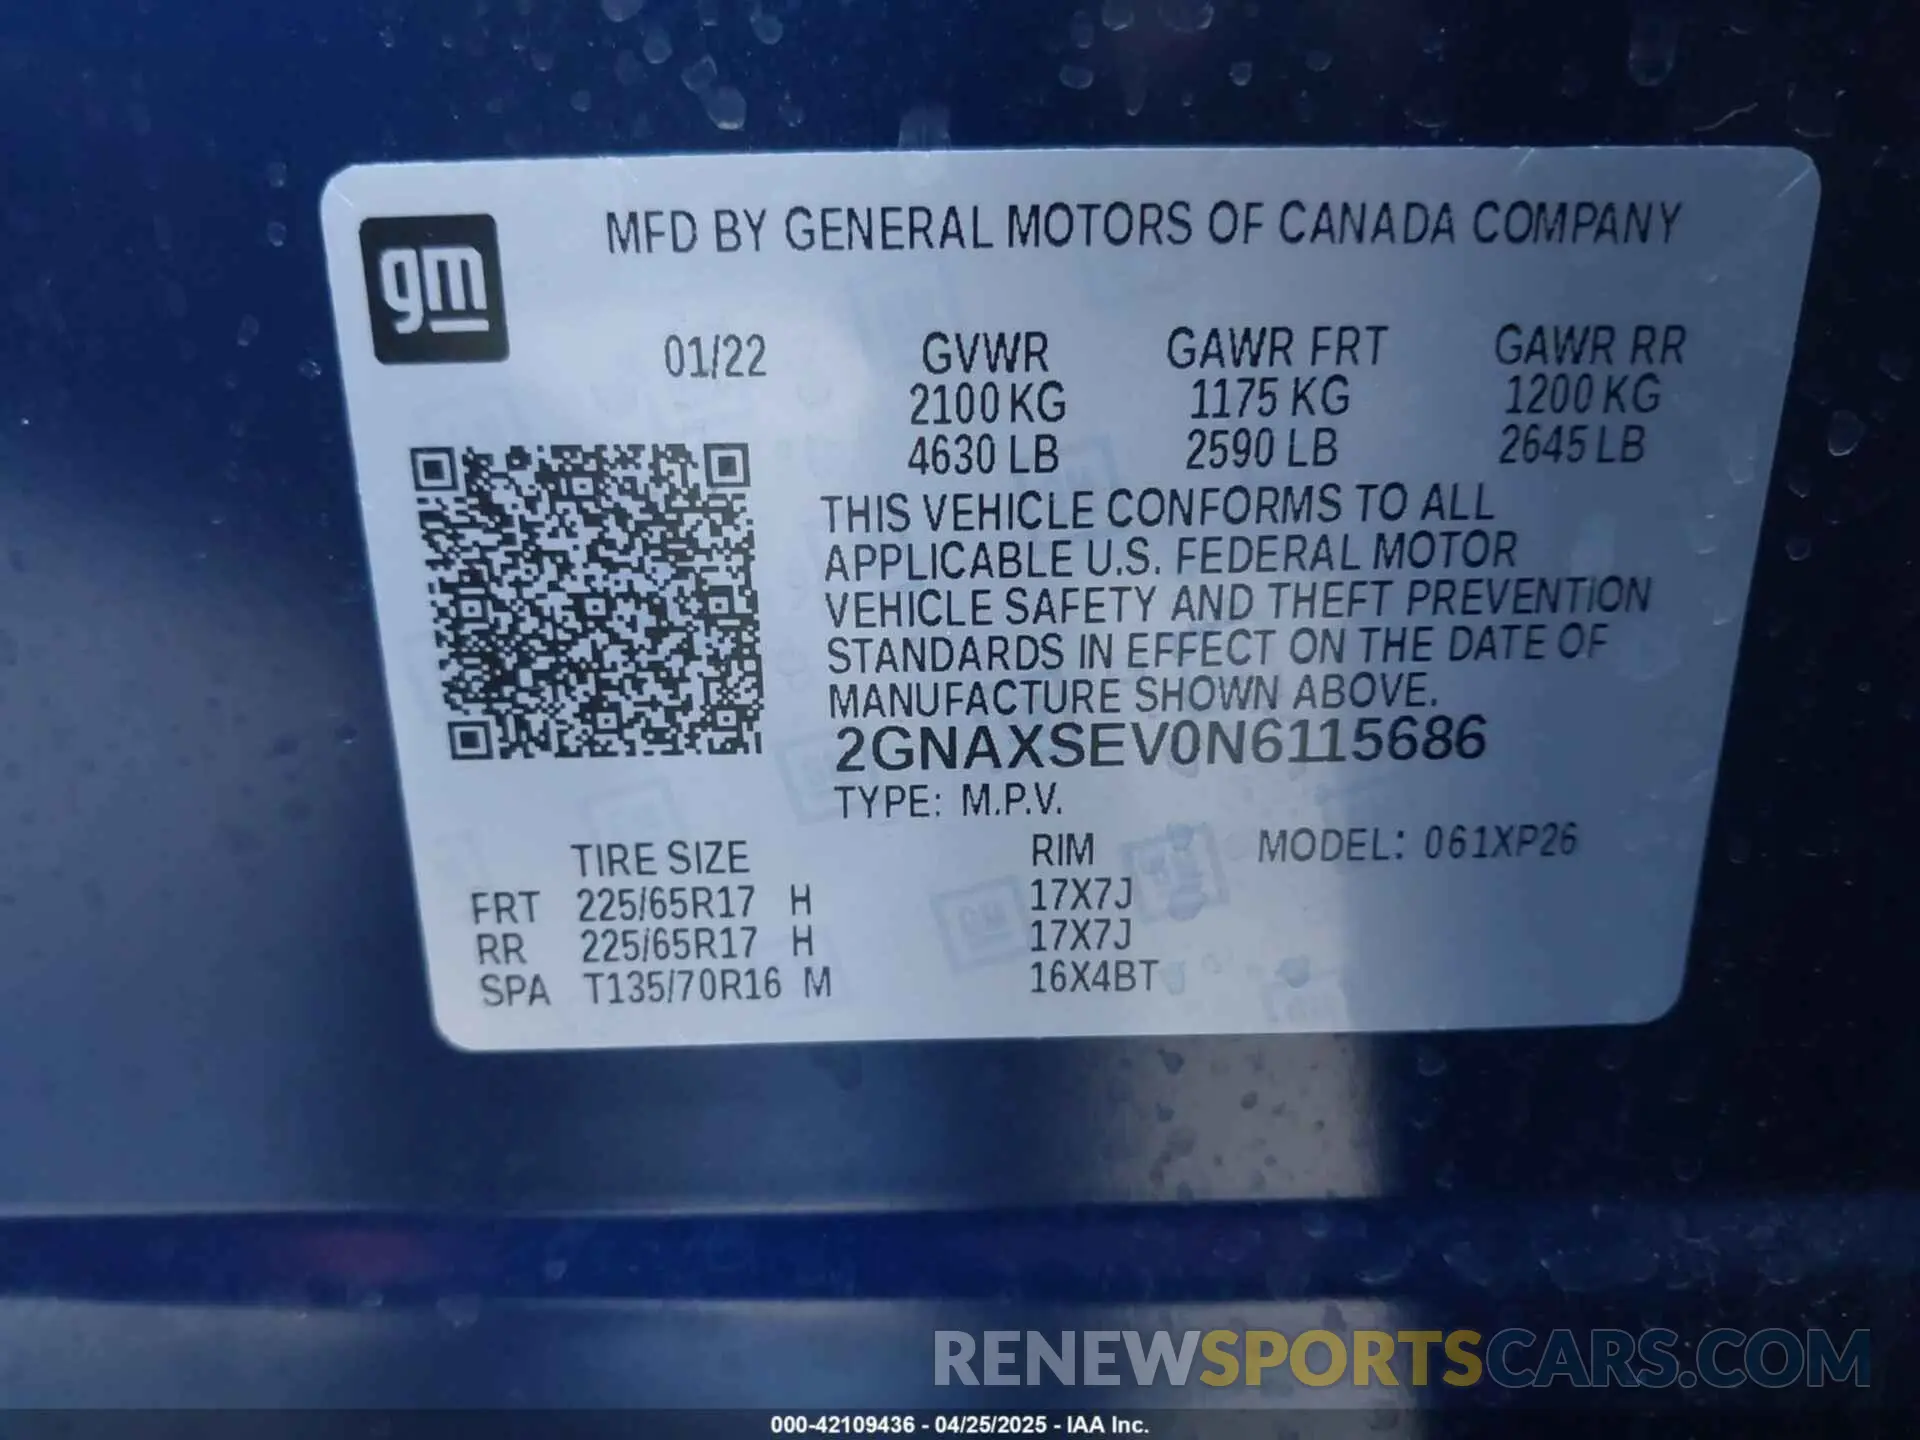 gm
MFD BY GENERAL MOTORS OF CANADA COMPANY
01/22
GVWR GAWR FRT GAWR RR
2100 KG 1175 KG 1200 KG
4630 LB 2590 LB 2645 LB
THIS VEHICLE CONFORMS TO ALL
APPLICABLE U.S. FEDERAL MOTOR
VEHICLE SAFETY AND THEFT PREVENTION
STANDARDS IN EFFECT ON THE DATE OF
MANUFACTURE SHOWN ABOVE.
2GNAXSEV0N6115686
TYPE: M.P.V.
TIRE SIZE RIM MODEL: 061XP26
FRT 225/65R17 H 17X7J
RR 225/65R17 H 17X7J
SPA T135/70R16 M 16X4BT
RENEWSPORTSCARS.COM
000-42109436 - 04/25/2025 - IAA Inc.